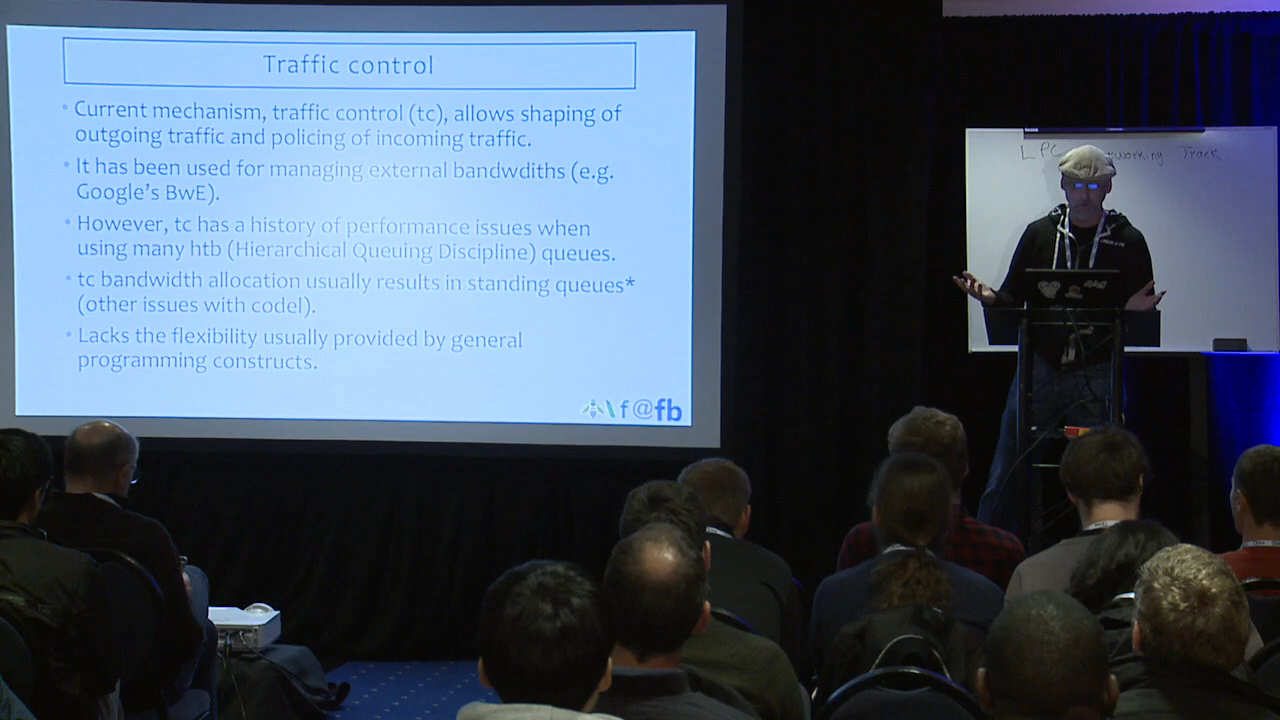 Traffic control
• Current mechanism, traffic control (tc), allows shaping of
outgoing traffic and policing of incoming traffic.
• It has been used for managing external bandwdiths (e.g.
Google's BwE).
• However, tc has a history of performance issues when
using many htb (Hierarchical Queuing Discipline) queues.
• tc bandwidth allocation usually results in standing queues*
(other issues with codel).
• Lacks the flexibility usually provided by general
programming constructs.
f@fb
LPC Track